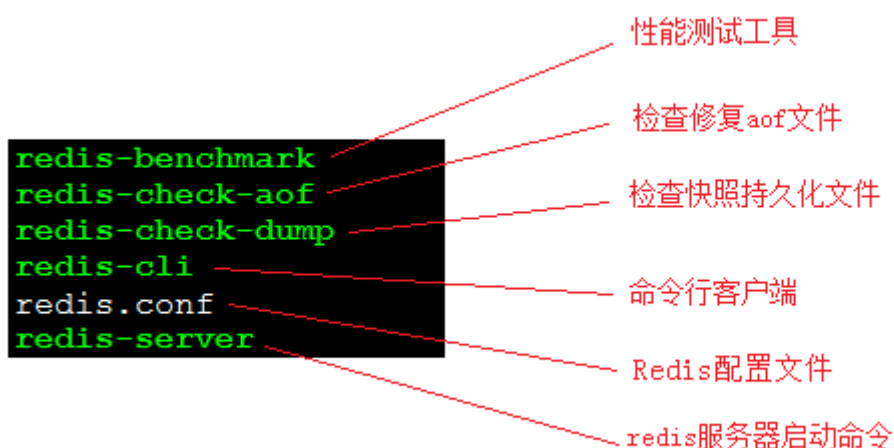 性能测试工具
检查修复aof文件
redis-benchmark
redis-check-aof
检查快照持久化文件
redis-check-dump
redis-cli
命令行客户端
redis.conf
redis-server
Redis配置文件
redis服务器启动命令